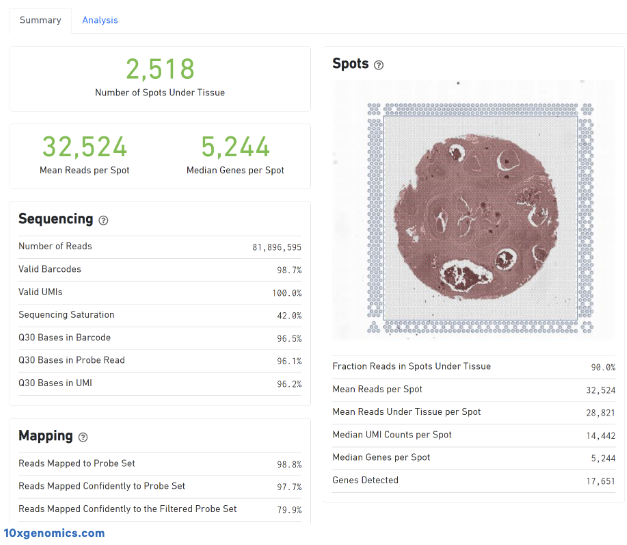 Summary Analysis
2,518
Number of Spots Under Tissue
32,524 5,244
Mean Reads per Spot Median Genes per Spot
Sequencing ?
Number of Reads 81,896,595
Valid Barcodes 98.7%
Valid UMIs 100.0%
Sequencing Saturation 42.0%
Q30 Bases in Barcode 96.5%
Q30 Bases in Probe Read 96.1%
Q30 Bases in UMI 96.2%
Mapping ?
Reads Mapped to Probe Set 98.8%
Reads Mapped Confidently to Probe Set 97.7%
Reads Mapped Confidently to the Filtered Probe Set 79.9%
Spots ?
Fraction Reads in Spots Under Tissue 90.0%
Mean Reads per Spot 32,524
Mean Reads Under Tissue per Spot 28,821
Median UMI Counts per Spot 14,442
Median Genes per Spot 5,244
Genes Detected 17,651
10xgenomics.com